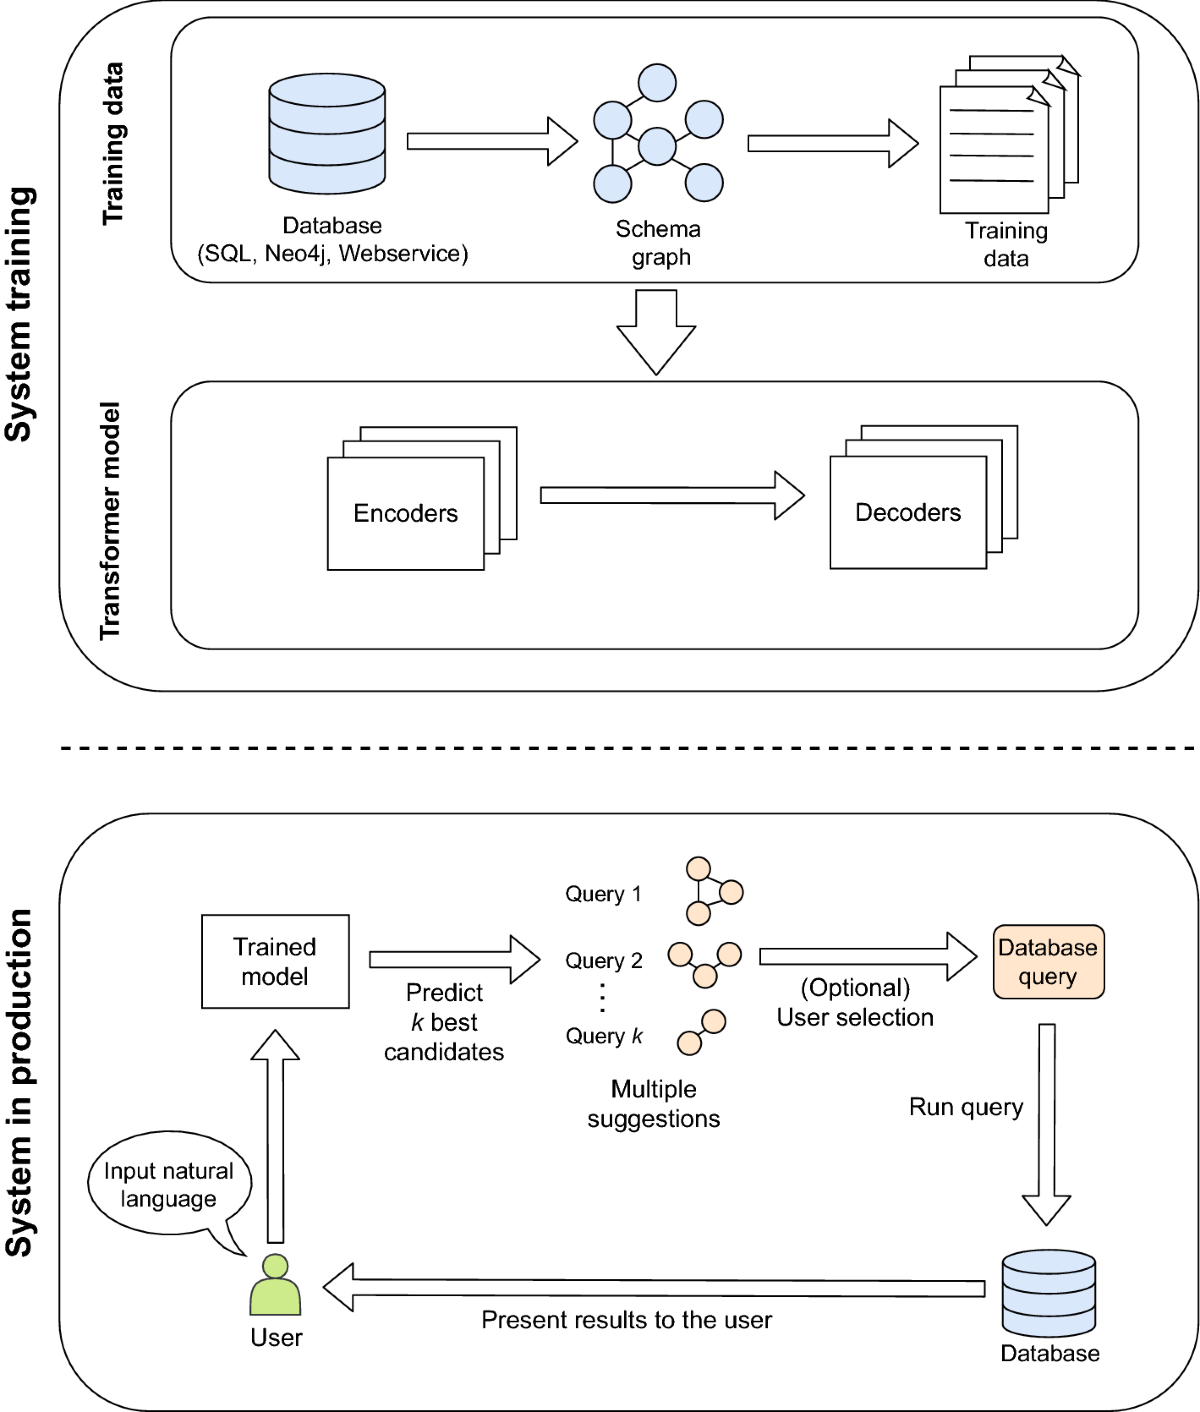 System training
Training data
Database
(SQL, Neo4j, Webservice)
Schema
graph
Training
data
Transformer model
Encoders
Decoders
System in production
Trained
model
Predict
k best
candidates
Query 1
Query 2
Query k
Multiple
suggestions
(Optional)
User selection
Database
query
Run query
Input natural
language
User
Present results to the user
Database